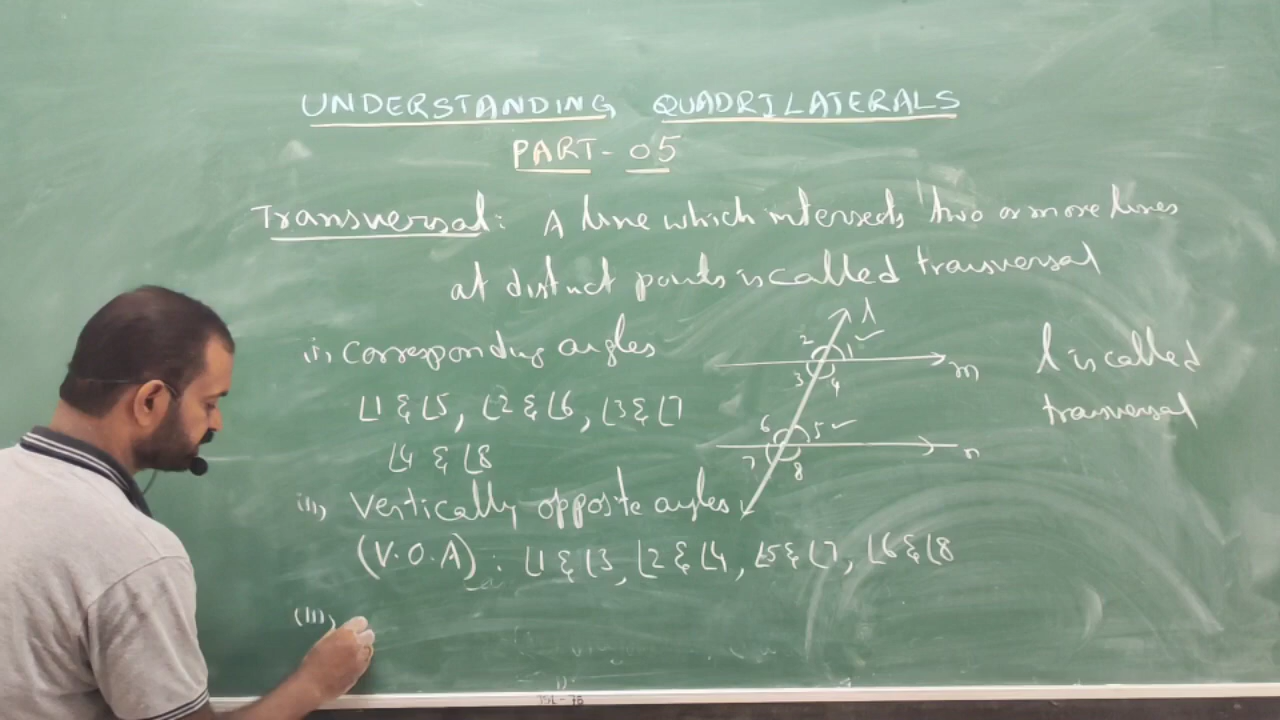 UNDERSTANDING QUADRILATERALS
PART-05
Transversal: A line which intersects two or more lines
at distinct points is called transversal
(i) Corresponding angles
∠1 & ∠5, ∠2 & ∠6, ∠3 & ∠7
∠4 & ∠8
(ii) Vertically opposite angles
(V.O.A): ∠1 & ∠3, ∠2 & ∠4, ∠5 & ∠7, ∠6 & ∠8
(iii)
l
2 1
3 4
m
6 5
7 8
n
l is called
transversal